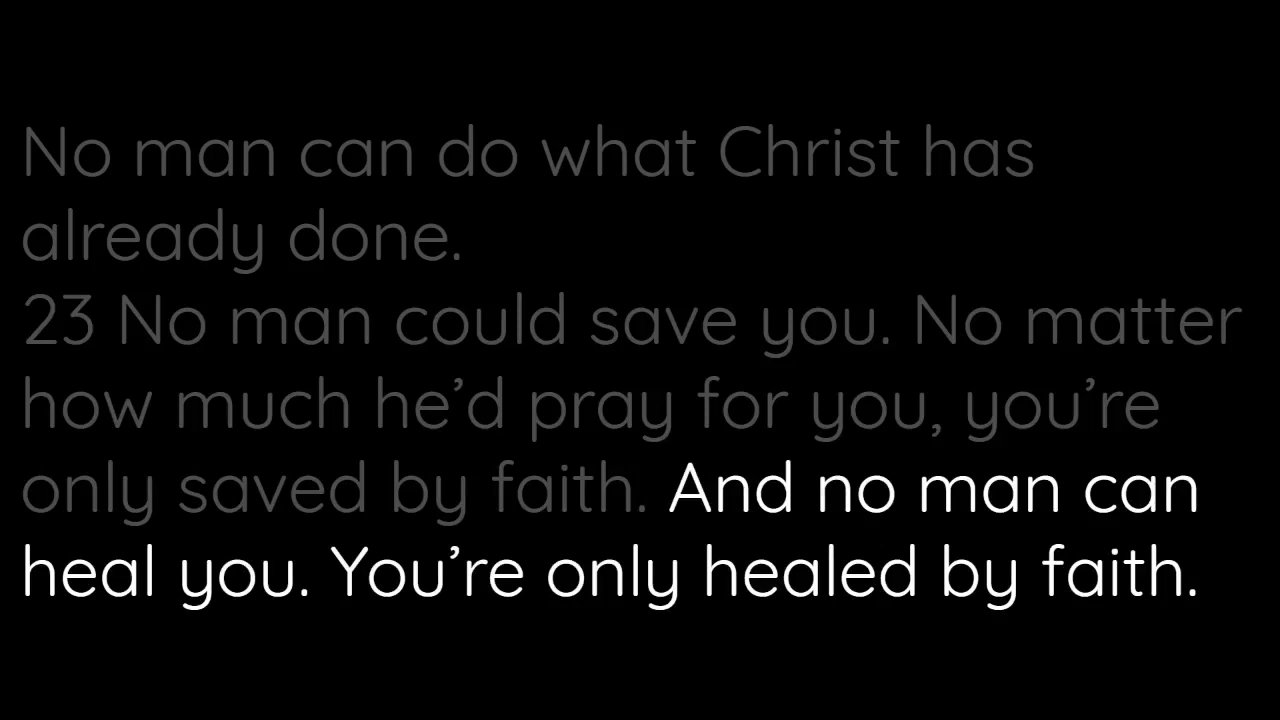 No man can do what Christ has
already done.
23 No man could save you. No matter
how much he’d pray for you, you’re
only saved by faith. And no man can
heal you. You’re only healed by faith.